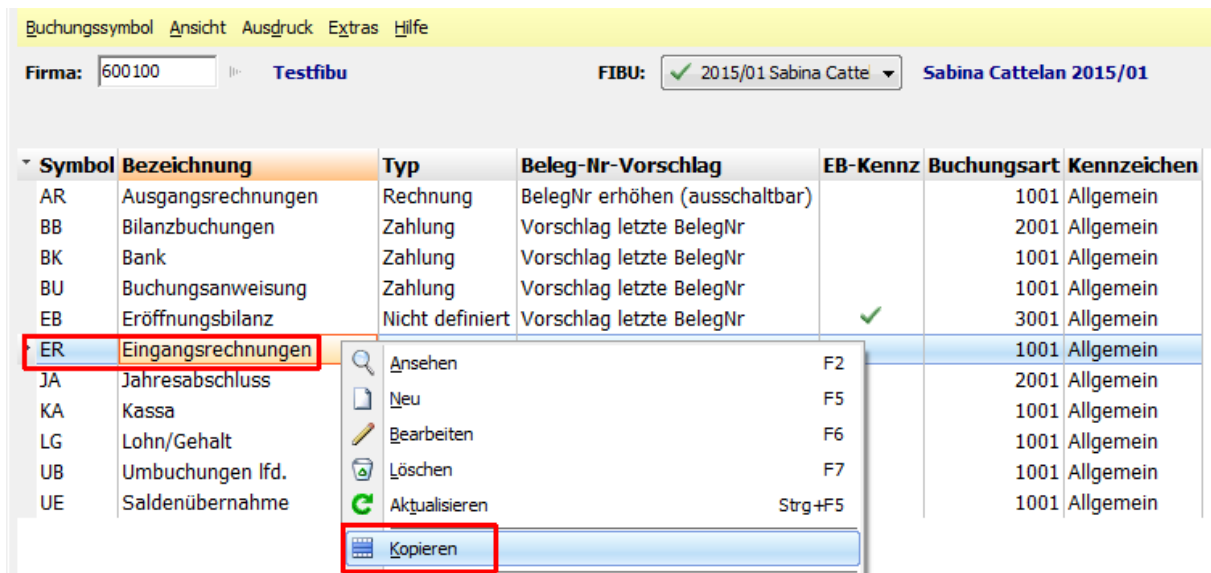 Buchungssymbol Ansicht Ausdruck Extras Hilfe
Firma: 600100 Testfibu FIBU: 2015/01 Sabina Catte Sabina Cattelan 2015/01
Symbol Bezeichnung Typ Beleg-Nr-Vorschlag EB-Kennz Buchungsart Kennzeichen
AR Ausgangsrechnungen Rechnung BelegNr erhöhen (ausschaltbar) 1001 Allgemein
BB Bilanzbuchungen Zahlung Vorschlag letzte BelegNr 2001 Allgemein
BK Bank Zahlung Vorschlag letzte BelegNr 1001 Allgemein
BU Buchungsanweisung Zahlung Vorschlag letzte BelegNr 1001 Allgemein
EB Eröffnungsbilanz Nicht definiert Vorschlag letzte BelegNr 3001 Allgemein
ER Eingangsrechnungen 1001 Allgemein
JA Jahresabschluss 2001 Allgemein
KA Kassa 1001 Allgemein
LG Lohn/Gehalt 1001 Allgemein
UB Umbuchungen lfd. 1001 Allgemein
UE Saldenübernahme 1001 Allgemein
Ansehen F2
Neu F5
Bearbeiten F6
Löschen F7
Aktualisieren Strg+F5
Kopieren